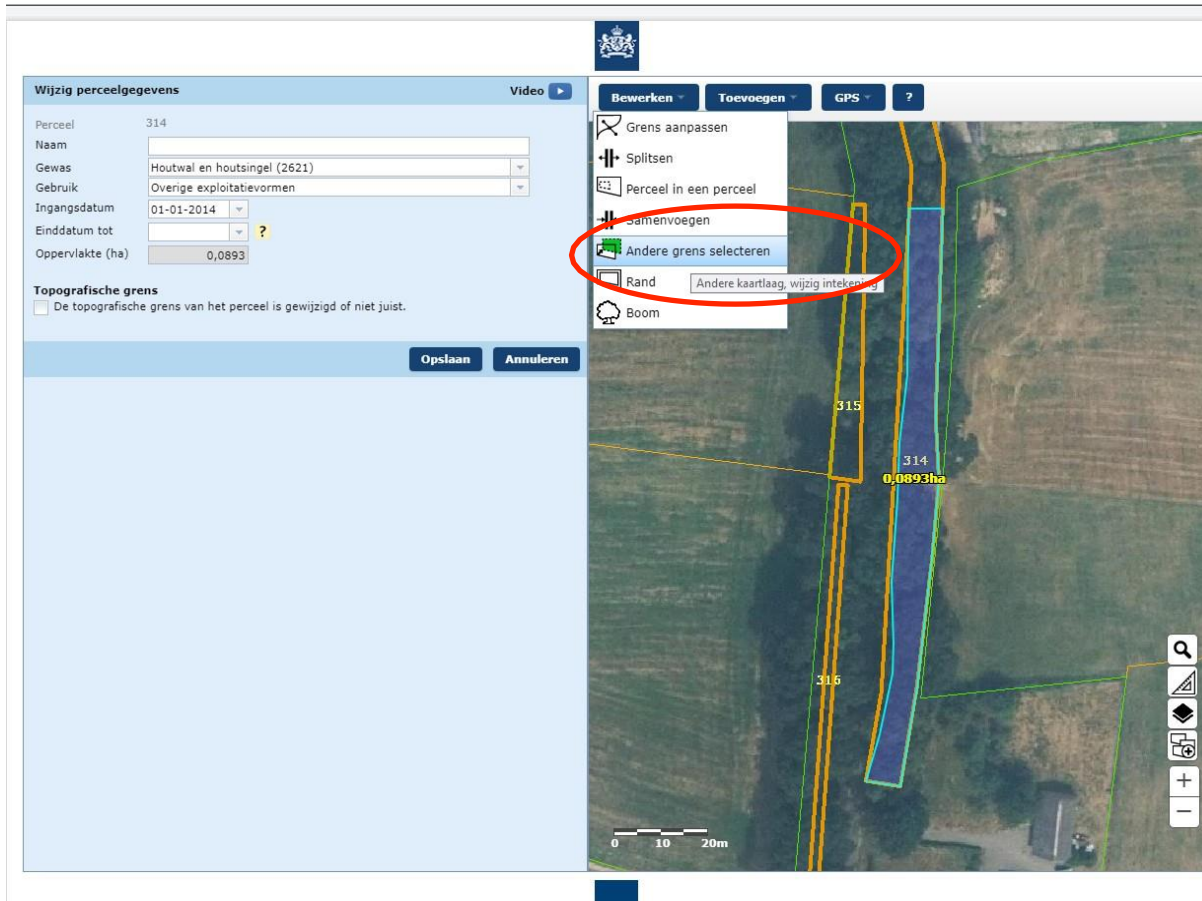 Wijzig perceelgegevens
Video
Perceel 314
Naam
Gewas Houtwal en houtsingel (2621)
Gebruik Overige exploitatievormen
Ingangsdatum 01-01-2014
Einddatum tot ?
Oppervlakte (ha) 0,0893
Topografische grens
De topografische grens van het perceel is gewijzigd of niet juist.
Opslaan Annuleren
Bewerken Toevoegen GPS ?
Grens aanpassen
Splitsen
Perceel in een perceel
Samenvoegen
Andere grens selecteren
Rand
Andere kaartlaag, wijzig intekening
Boom
315
314
0,0893ha
316
0 10 20m